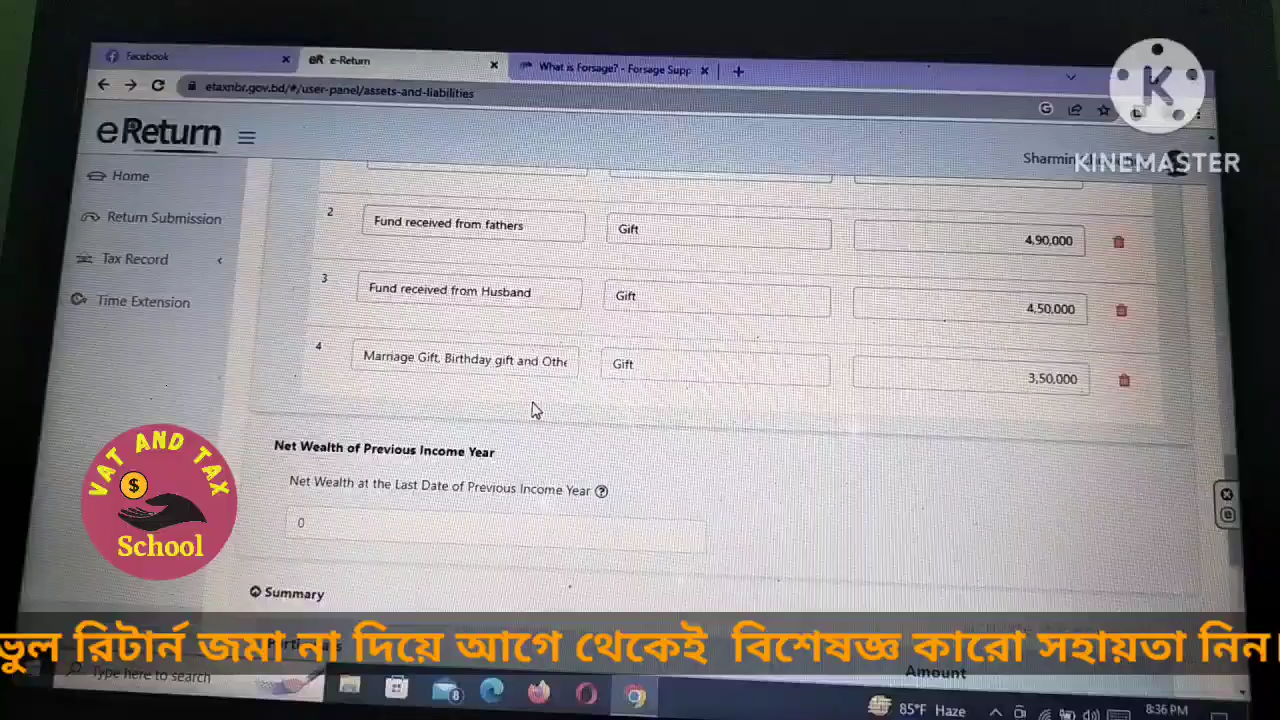 Facebook
eR e-Return
What is Forsage? - Forsage Supp
etaxnbr.gov.bd/#/user-panel/assets-and-liabilities
eReturn
Sharmin
K
KINEMASTER
Home
Return Submission
Tax Record
Time Extension
2 Fund received from fathers Gift 4,90,000
3 Fund received from Husband Gift 4,50,000
4 Marriage Gift, Birthday gift and Othe Gift 3,50,000
Net Wealth of Previous Income Year
Net Wealth at the Last Date of Previous Income Year
0
Summary
VAT AND TAX
$
School
ভুল রিটার্ন জমা না দিয়ে আগে থেকেই বিশেষজ্ঞ কারো সহায়তা নিন।
Amount
Type here to search
8
85°F Haze
8:36 PM